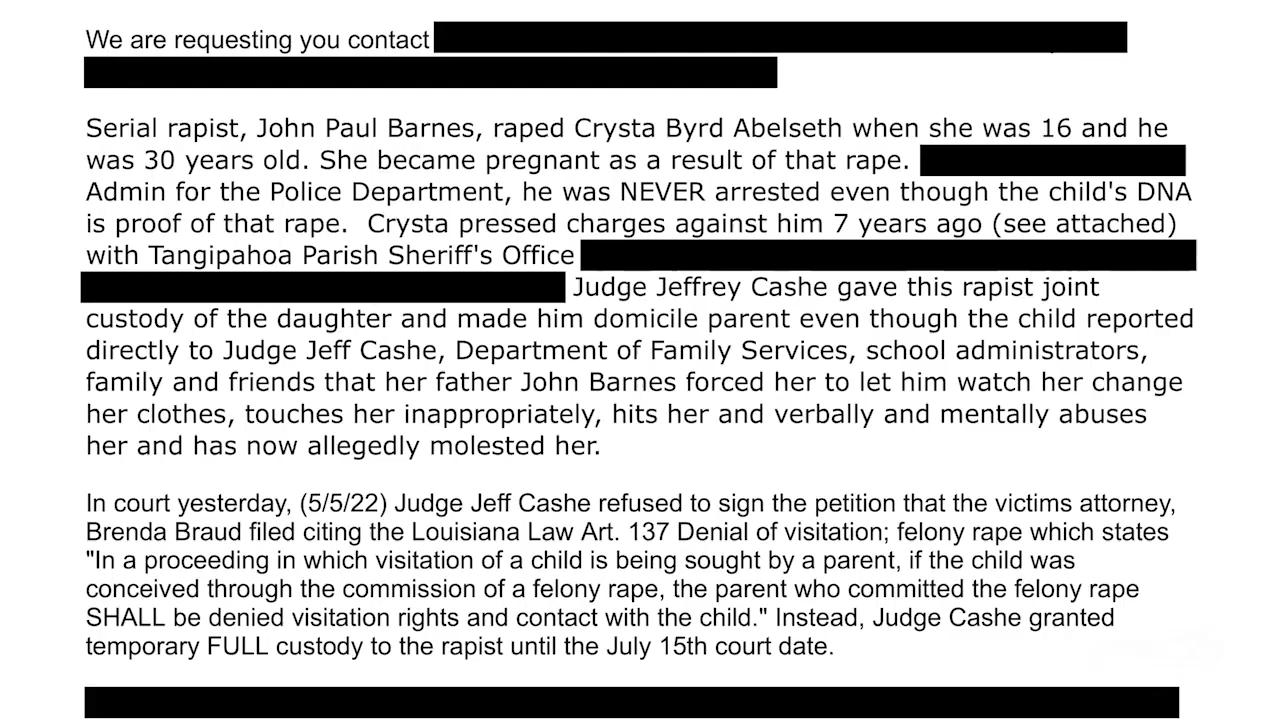 We are requesting you contact
Serial rapist, John Paul Barnes, raped Crysta Byrd Abelseth when she was 16 and he
was 30 years old. She became pregnant as a result of that rape.
Admin for the Police Department, he was NEVER arrested even though the child's DNA
is proof of that rape.  Crysta pressed charges against him 7 years ago (see attached)
with Tangipahoa Parish Sheriff's Office
Judge Jeffrey Cashe gave this rapist joint
custody of the daughter and made him domicile parent even though the child reported
directly to Judge Jeff Cashe, Department of Family Services, school administrators,
family and friends that her father John Barnes forced her to let him watch her change
her clothes, touches her inappropriately, hits her and verbally and mentally abuses
her and has now allegedly molested her.
In court yesterday, (5/5/22) Judge Jeff Cashe refused to sign the petition that the victims attorney,
Brenda Braud filed citing the Louisiana Law Art. 137 Denial of visitation; felony rape which states
"In a proceeding in which visitation of a child is being sought by a parent, if the child was
conceived through the commission of a felony rape, the parent who committed the felony rape
SHALL be denied visitation rights and contact with the child." Instead, Judge Cashe granted
temporary FULL custody to the rapist until the July 15th court date.